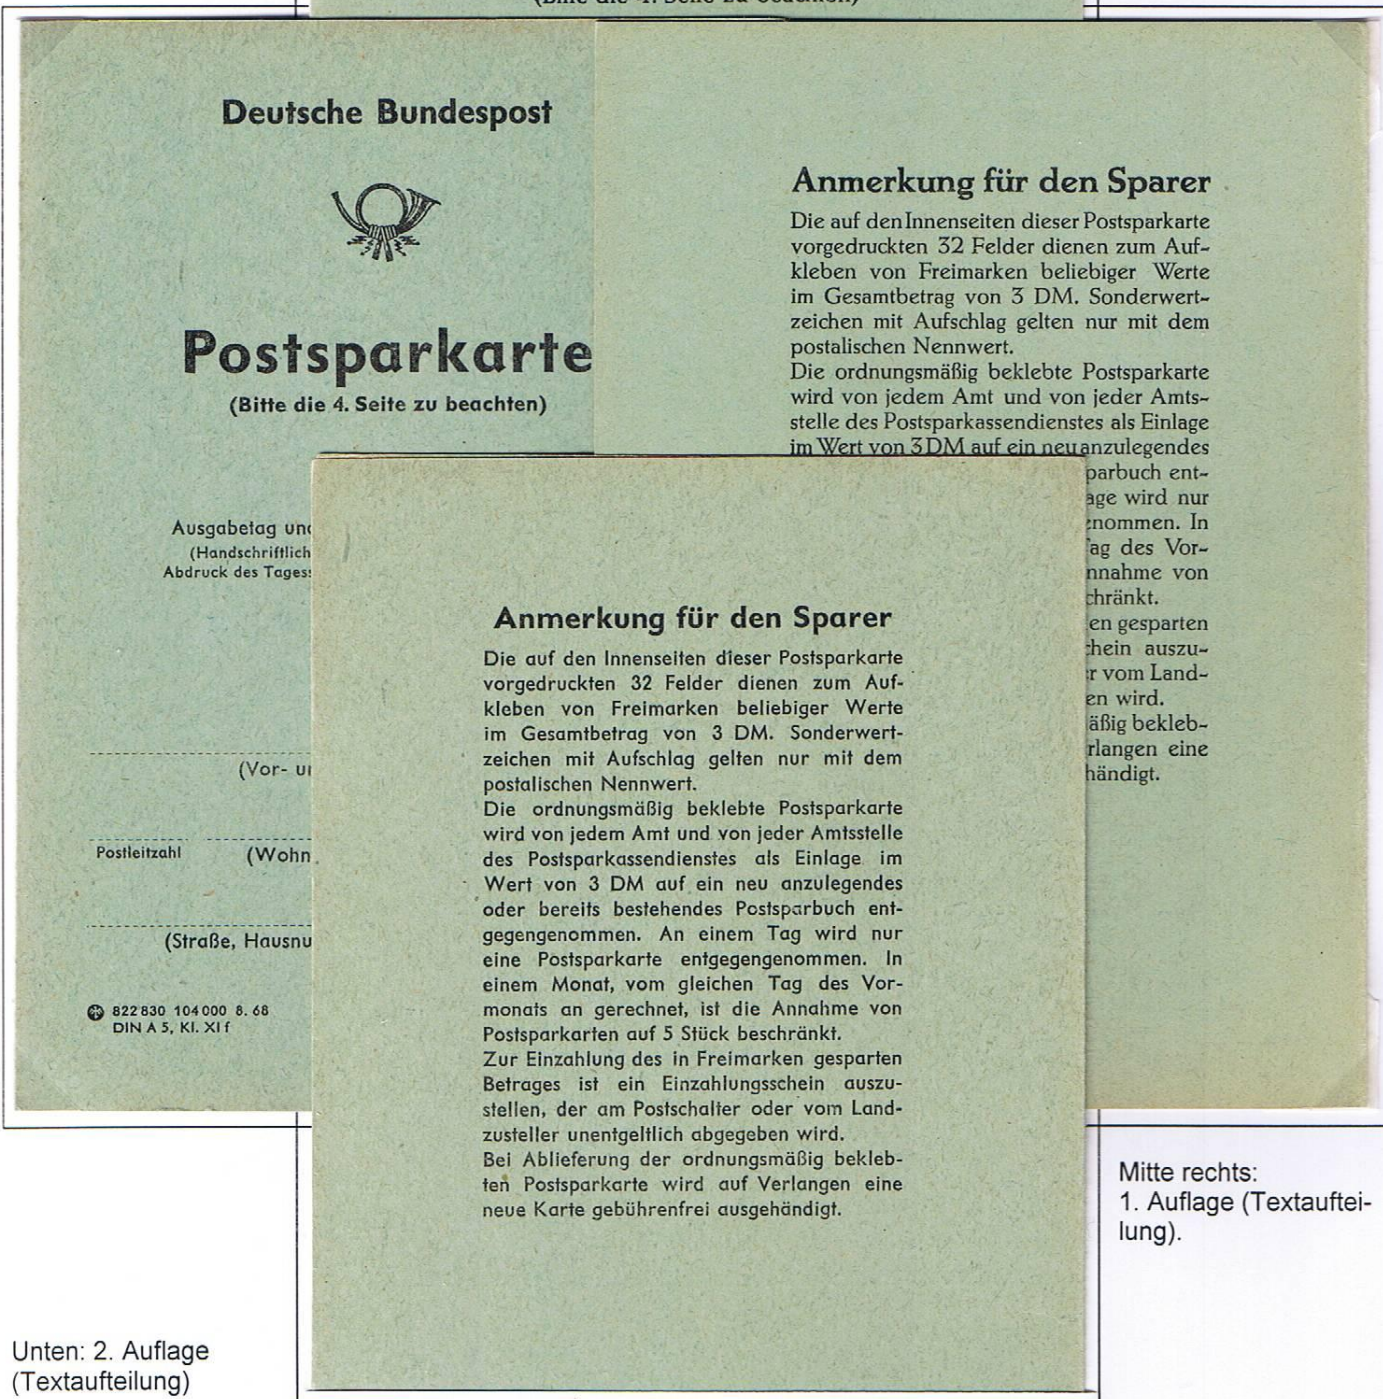 (Bitte die 4. Seite zu beachten)
Deutsche Bundespost
Postsparkarte
(Bitte die 4. Seite zu beachten)
Ausgabetag und
(Handschriftlich
Abdruck des Tages
(Vor- un
Postleitzahl (Wohn
(Straße, Hausnu
822 830 104 000 8. 68
DIN A 5, Kl. XI f
Anmerkung für den Sparer
Die auf den Innenseiten dieser Postsparkarte
vorgedruckten 32 Felder dienen zum Auf-
kleben von Freimarken beliebiger Werte
im Gesamtbetrag von 3 DM. Sonderwert-
zeichen mit Aufschlag gelten nur mit dem
postalischen Nennwert.
Die ordnungsmäßig beklebte Postsparkarte
wird von jedem Amt und von jeder Amts-
stelle des Postsparkassendienstes als Einlage
im Wert von 3 DM auf ein neu anzulegendes
parbuch ent-
age wird nur
nommen. In
ag des Vor-
nnahme von
chränkt.
en gesparten
hein auszu-
r vom Land-
en wird.
äßig bekleb-
rlangen eine
händigt.
Anmerkung für den Sparer
Die auf den Innenseiten dieser Postsparkarte
vorgedruckten 32 Felder dienen zum Auf-
kleben von Freimarken beliebiger Werte
im Gesamtbetrag von 3 DM. Sonderwert-
zeichen mit Aufschlag gelten nur mit dem
postalischen Nennwert.
Die ordnungsmäßig beklebte Postsparkarte
wird von jedem Amt und von jeder Amtsstelle
des Postsparkassendienstes als Einlage im
Wert von 3 DM auf ein neu anzulegendes
oder bereits bestehendes Postsparbuch ent-
gegengenommen. An einem Tag wird nur
eine Postsparkarte entgegengenommen. In
einem Monat, vom gleichen Tag des Vor-
monats an gerechnet, ist die Annahme von
Postsparkarten auf 5 Stück beschränkt.
Zur Einzahlung des in Freimarken gesparten
Betrages ist ein Einzahlungsschein auszu-
stellen, der am Postschalter oder vom Land-
zusteller unentgeltlich abgegeben wird.
Bei Ablieferung der ordnungsmäßig bekleb-
ten Postsparkarte wird auf Verlangen eine
neue Karte gebührenfrei ausgehändigt.
Mitte rechts:
1. Auflage (Textauftei-
lung).
Unten: 2. Auflage
(Textaufteilung)